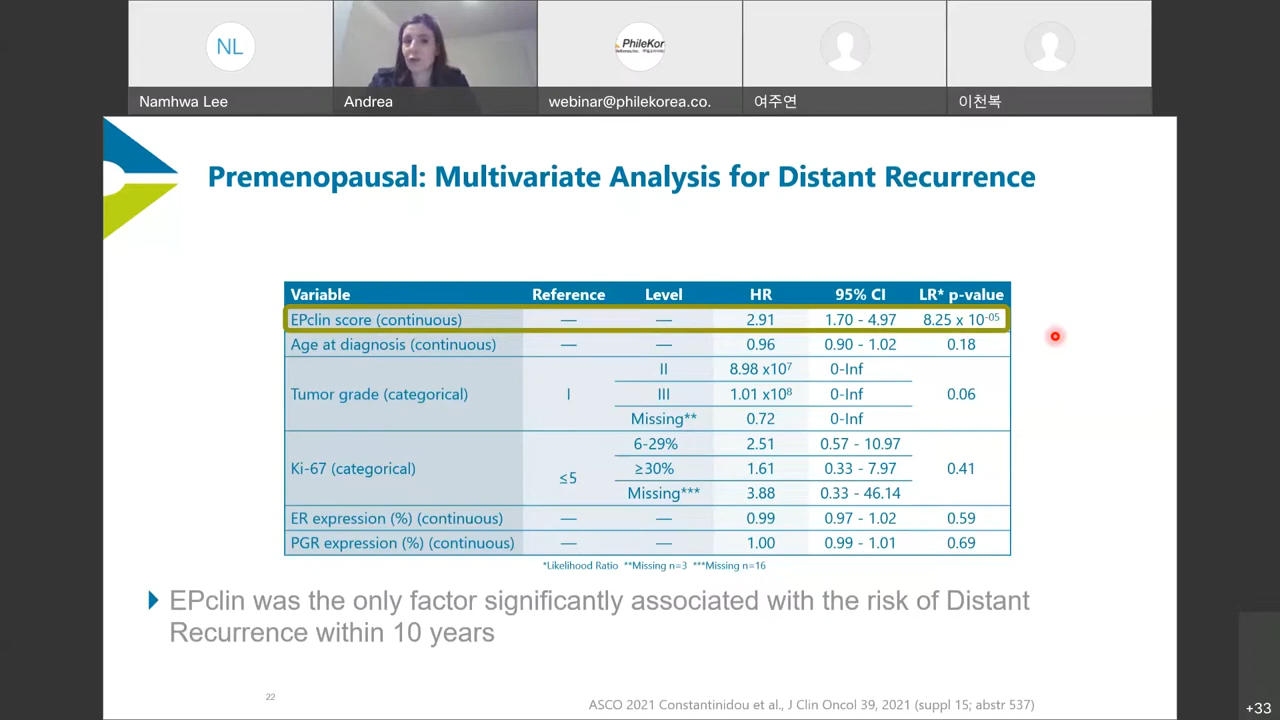 NL
PhileKor
Namhwa Lee
Andrea
webinar@philekorea.co.
여주연
이천복
Premenopausal: Multivariate Analysis for Distant Recurrence
Variable Reference Level HR 95% CI LR* p-value
EPclin score (continuous) — — 2.91 1.70 - 4.97 8.25 x 10⁻⁰⁵
Age at diagnosis (continuous) — — 0.96 0.90 - 1.02 0.18
Tumor grade (categorical) I II 8.98 x10⁷ 0-Inf 0.06
III 1.01 x10⁸ 0-Inf
Missing** 0.72 0-Inf
Ki-67 (categorical) ≤5 6-29% 2.51 0.57 - 10.97 0.41
≥30% 1.61 0.33 - 7.97
Missing*** 3.88 0.33 - 46.14
ER expression (%) (continuous) — — 0.99 0.97 - 1.02 0.59
PGR expression (%) (continuous) — — 1.00 0.99 - 1.01 0.69
*Likelihood Ratio **Missing n=3 ***Missing n=16
EPclin was the only factor significantly associated with the risk of Distant
Recurrence within 10 years
22
ASCO 2021 Constantinidou et al., J Clin Oncol 39, 2021 (suppl 15; abstr 537)
+33